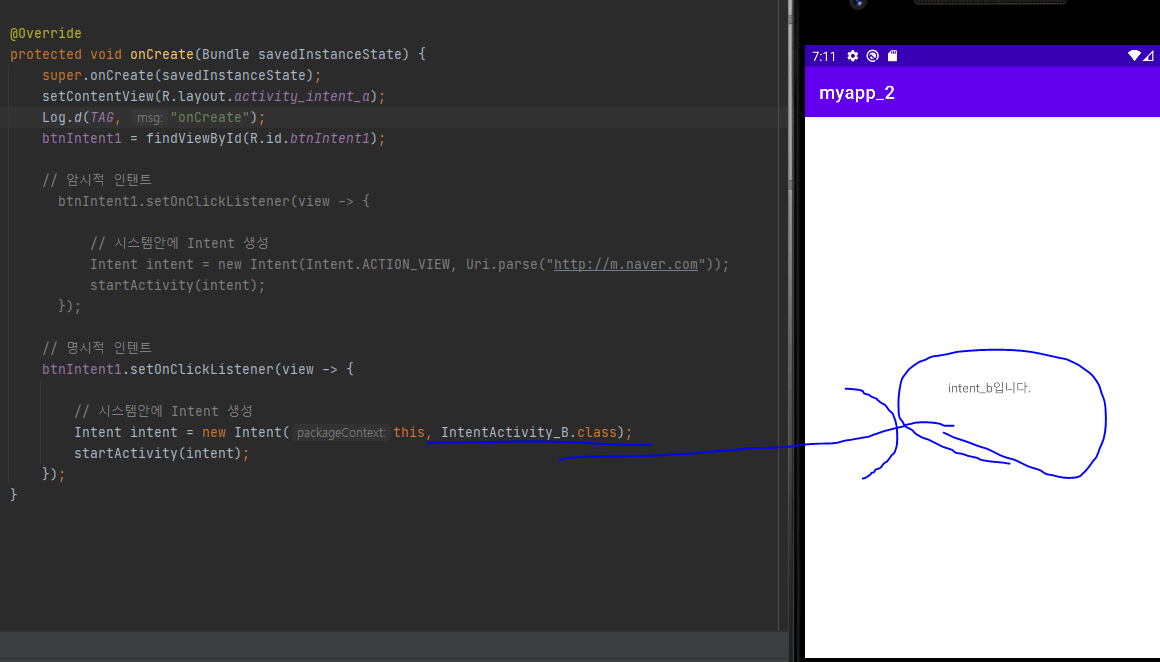 @Override
protected void onCreate(Bundle savedInstanceState) {
super.onCreate(savedInstanceState);
setContentView(R.layout.activity_intent_a);
Log.d(TAG, msg: "onCreate");
btnIntent1 = findViewById(R.id.btnIntent1);
// 암시적 인탠트
btnIntent1.setOnClickListener(view -> {
// 시스템안에 Intent 생성
Intent intent = new Intent(Intent.ACTION_VIEW, Uri.parse("http://m.naver.com"));
startActivity(intent);
});
// 명시적 인텐트
btnIntent1.setOnClickListener(view -> {
// 시스템안에 Intent 생성
Intent intent = new Intent( packageContext: this, IntentActivity_B.class);
startActivity(intent);
});
}
7:11
myapp_2
intent_b입니다.